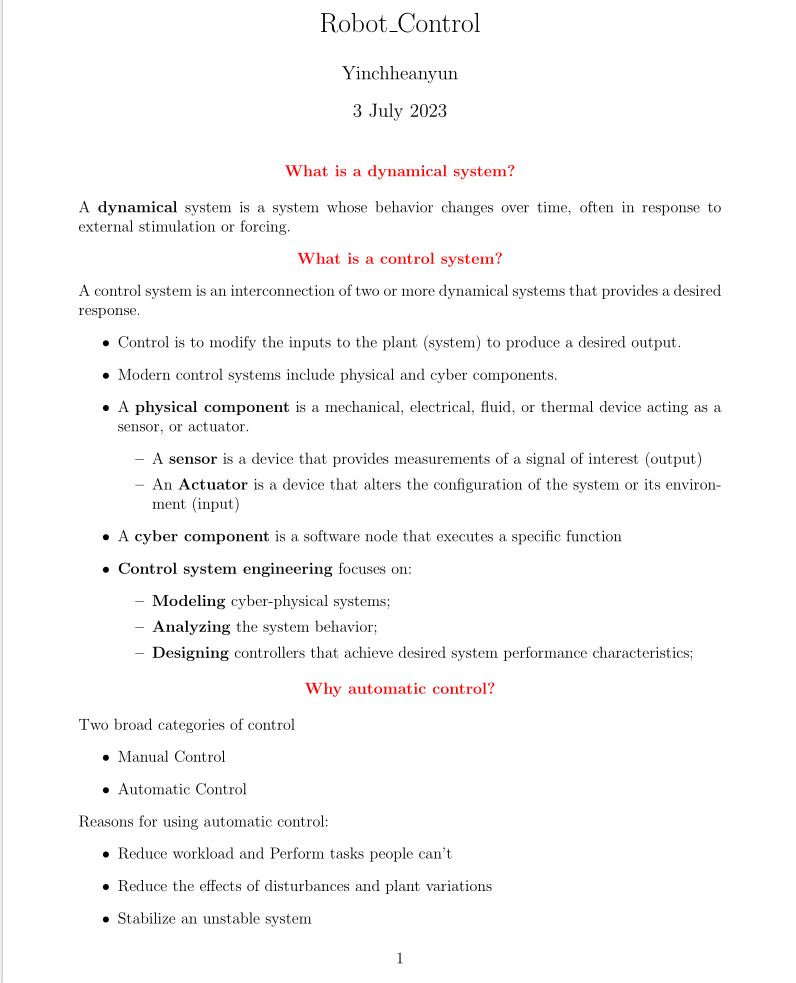 Robot_Control
Yinchheanyun
3 July 2023
What is a dynamical system?
A dynamical system is a system whose behavior changes over time, often in response to
external stimulation or forcing.
What is a control system?
A control system is an interconnection of two or more dynamical systems that provides a desired
response.
• Control is to modify the inputs to the plant (system) to produce a desired output.
• Modern control systems include physical and cyber components.
• A physical component is a mechanical, electrical, fluid, or thermal device acting as a
sensor, or actuator.
– A sensor is a device that provides measurements of a signal of interest (output)
– An Actuator is a device that alters the configuration of the system or its environ-
ment (input)
• A cyber component is a software node that executes a specific function
• Control system engineering focuses on:
– Modeling cyber-physical systems;
– Analyzing the system behavior;
– Designing controllers that achieve desired system performance characteristics;
Why automatic control?
Two broad categories of control
• Manual Control
• Automatic Control
Reasons for using automatic control:
• Reduce workload and Perform tasks people can't
• Reduce the effects of disturbances and plant variations
• Stabilize an unstable system
1